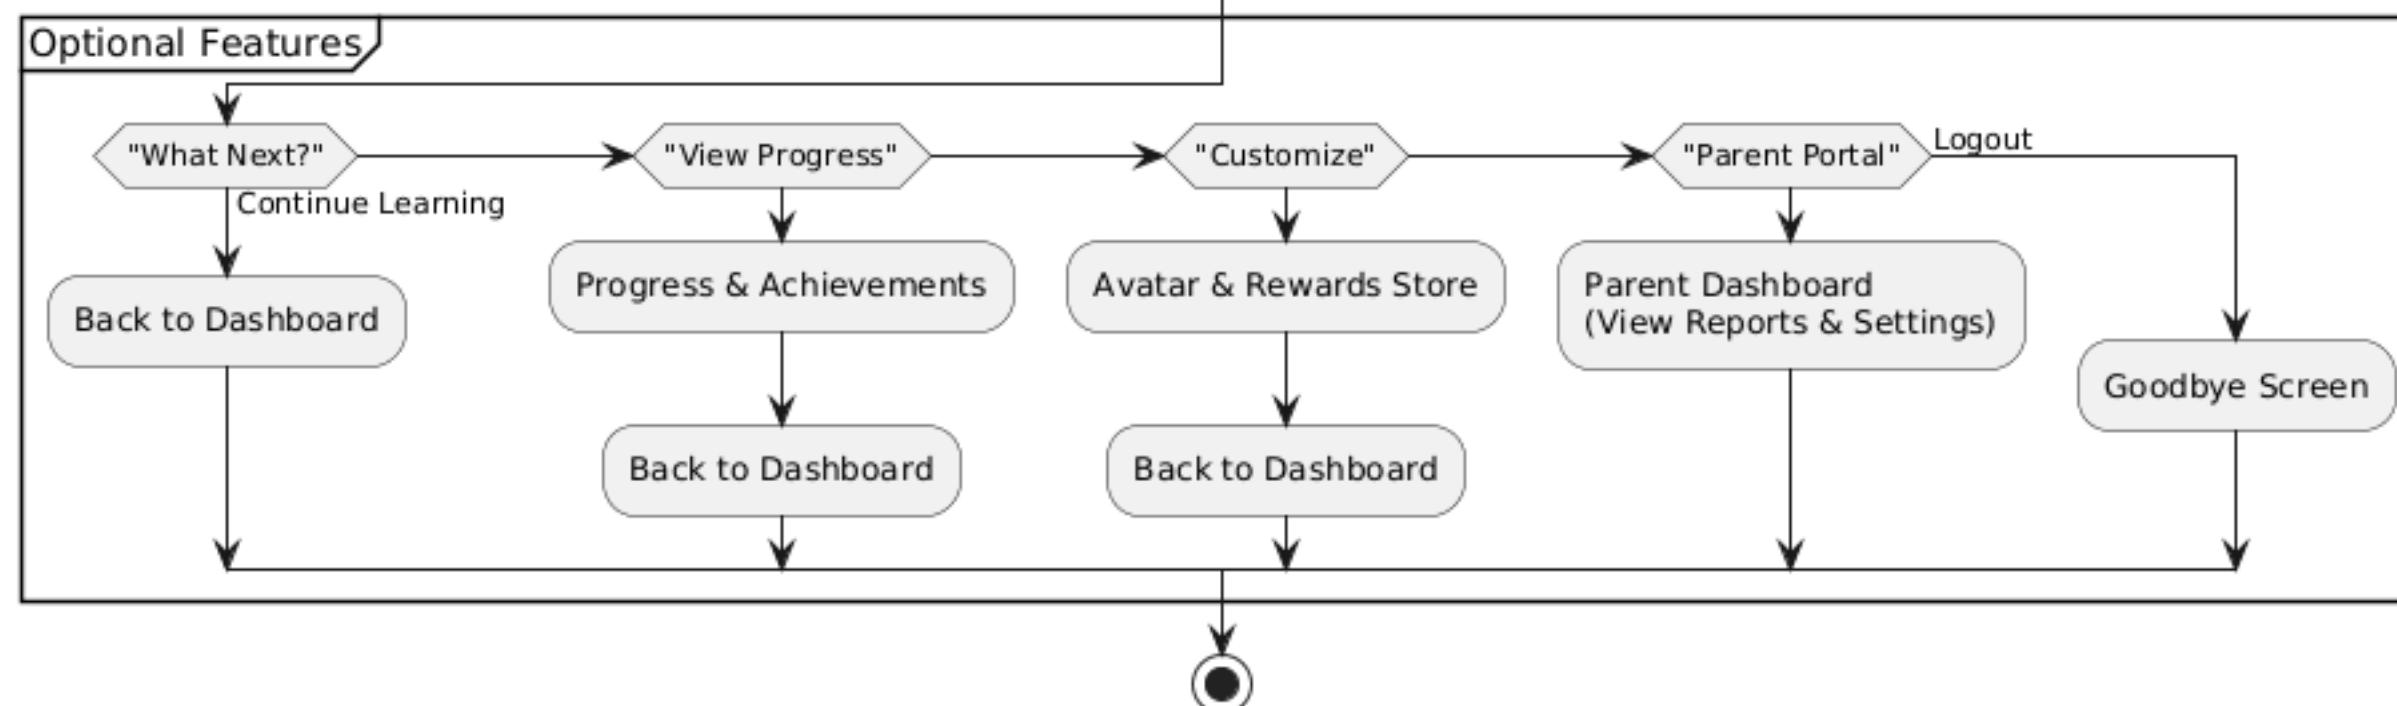 Optional Features
"What Next?"
Continue Learning
Back to Dashboard
"View Progress"
Progress & Achievements
Back to Dashboard
"Customize"
Avatar & Rewards Store
Back to Dashboard
"Parent Portal"
Logout
Parent Dashboard
(View Reports & Settings)
Goodbye Screen